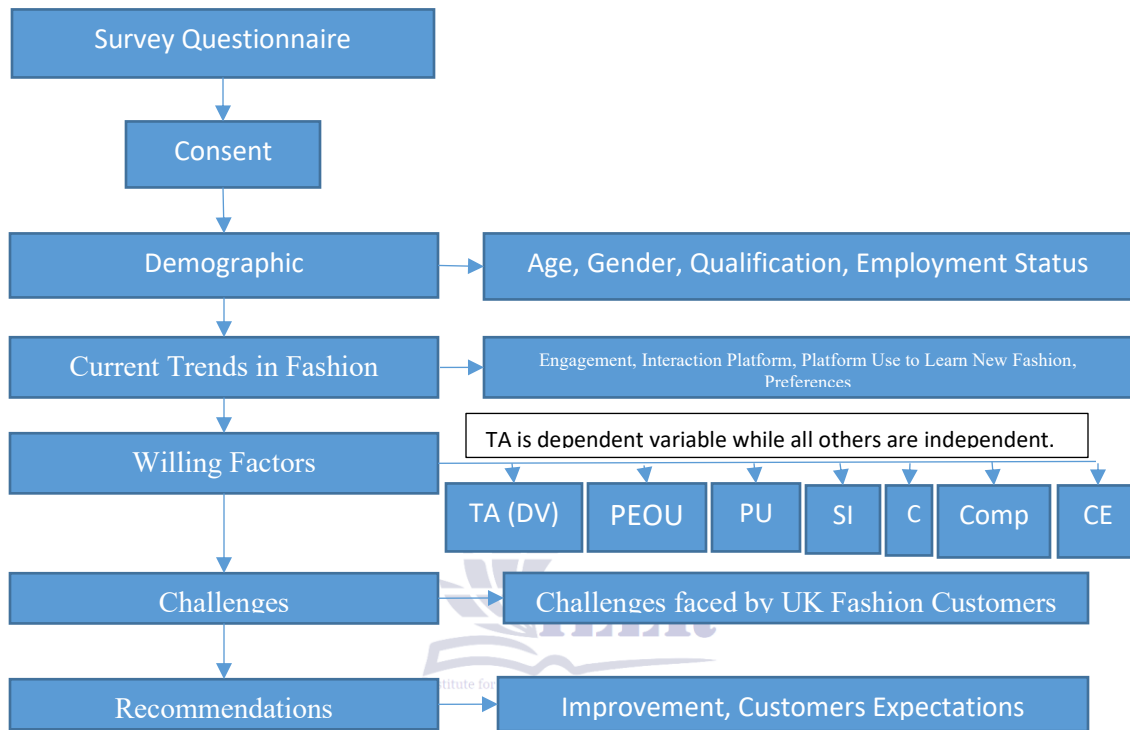 Survey Questionnaire
Consent
Demographic
Age, Gender, Qualification, Employment Status
Current Trends in Fashion
Engagement, Interaction Platform, Platform Use to Learn New Fashion,
Preferences
TA is dependent variable while all others are independent.
Willing Factors
TA (DV) PEOU PU SI C Comp CE
Challenges
Challenges faced by UK Fashion Customers
stitute for
Recommendations
Improvement, Customers Expectations